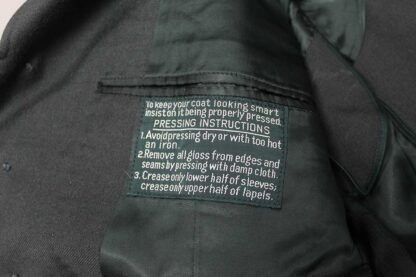 To keep your coat looking smart
insist on it being properly pressed.
PRESSING INSTRUCTIONS
1. Avoid pressing dry or with too hot
an iron.
2. Remove all gloss from edges and
seams by pressing with damp cloth.
3. Crease only lower half of sleeves;
crease only upper half of lapels.